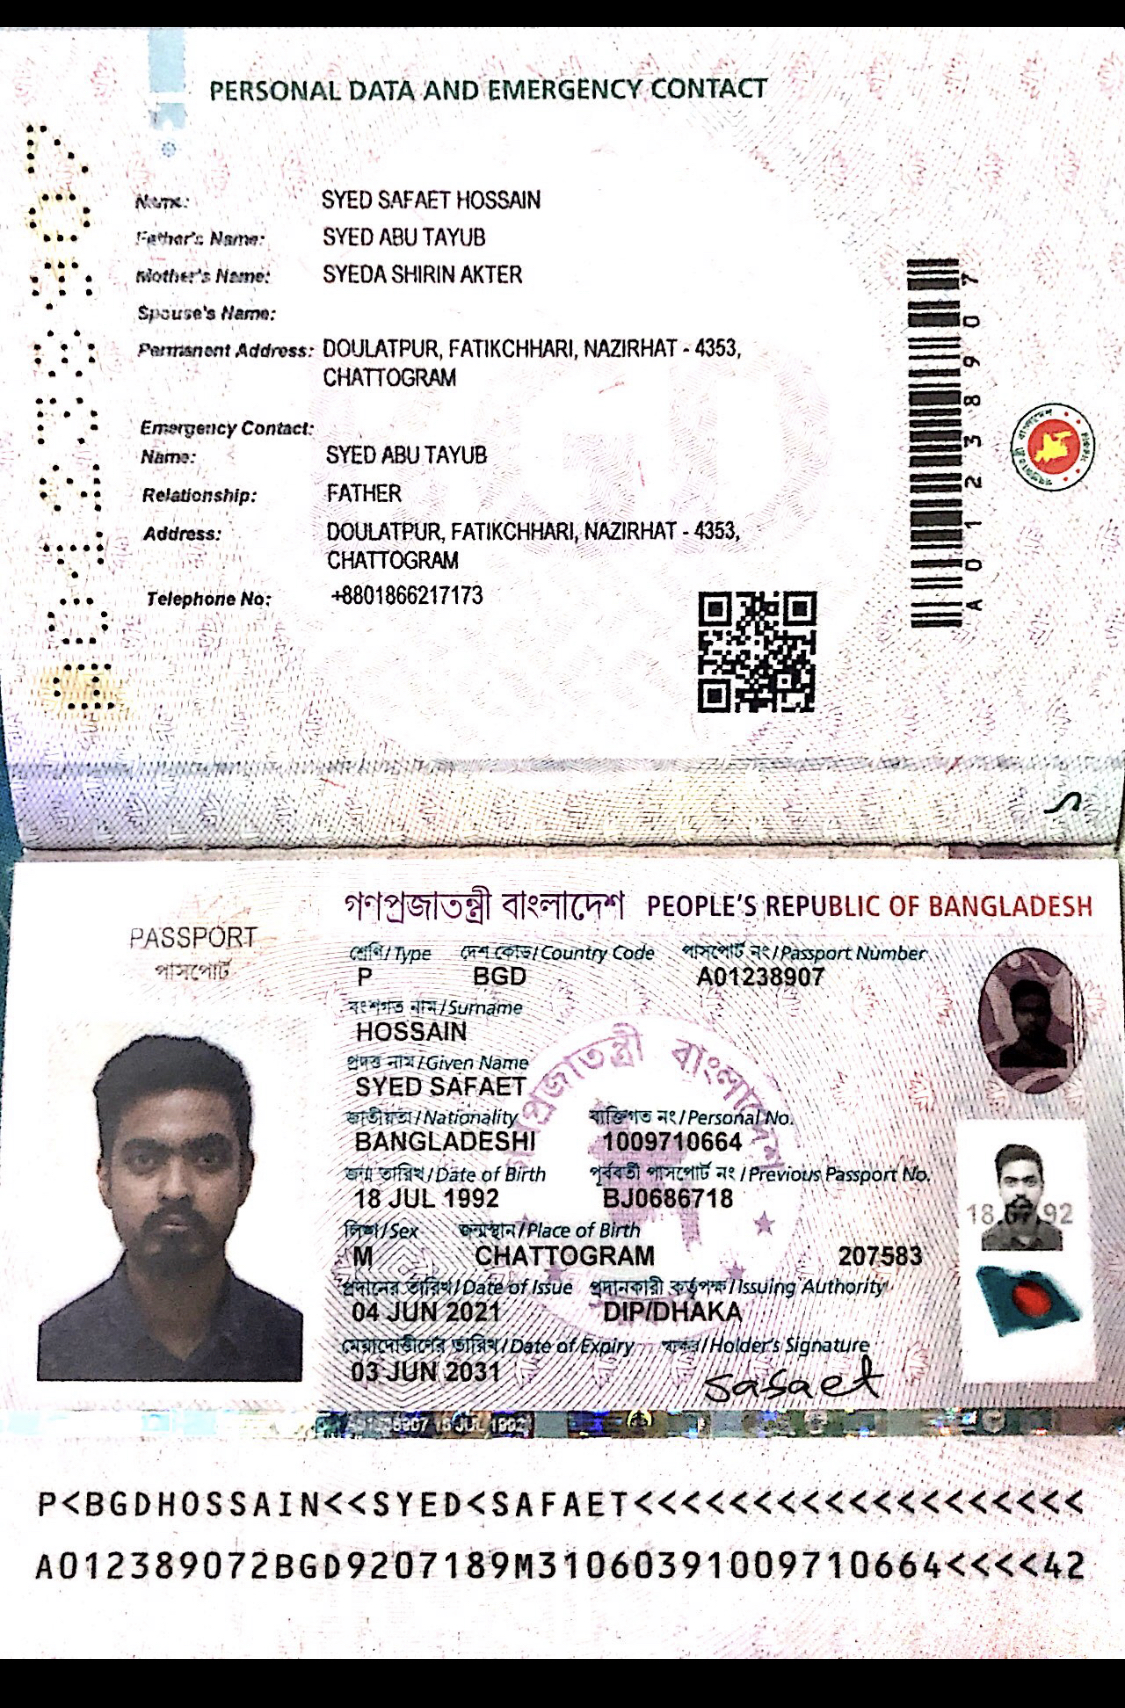 PERSONAL DATA AND EMERGENCY CONTACT
Name: SYED SAFAET HOSSAIN
Father's Name: SYED ABU TAYUB
Mother's Name: SYEDA SHIRIN AKTER
Spouse's Name:
Permanent Address: DOULATPUR, FATIKCHHARI, NAZIRHAT - 4353,
CHATTOGRAM
Emergency Contact:
Name: SYED ABU TAYUB
Relationship: FATHER
Address: DOULATPUR, FATIKCHHARI, NAZIRHAT - 4353,
CHATTOGRAM
Telephone No: +8801866217173
A01238907
গণপ্রজাতন্ত্রী বাংলাদেশ PEOPLE'S REPUBLIC OF BANGLADESH
PASSPORT
পাসপোর্ট
শ্রেণি/Type দেশ কোড/Country Code পাসপোর্ট নং/Passport Number
P BGD A01238907
বংশগত নাম/Surname
HOSSAIN
প্রদত্ত নাম/Given Name
SYED SAFAET
জাতীয়তা/Nationality ব্যক্তিগত নং/Personal No.
BANGLADESHI 1009710664
জন্ম তারিখ/Date of Birth পূর্ববর্তী পাসপোর্ট নং/Previous Passport No.
18 JUL 1992 BJ0686718
লিঙ্গ/Sex জন্মস্থান/Place of Birth
M CHATTOGRAM 207583
প্রদানের তারিখ/Date of Issue প্রদানকারী কর্তৃপক্ষ/Issuing Authority
04 JUN 2021 DIP/DHAKA
মেয়াদোত্তীর্ণের তারিখ/Date of Expiry স্বাক্ষর/Holder's Signature
03 JUN 2031 safaet
18.07.92
P<BGDHOSSAIN<<SYED<SAFAET<<<<<<<<<<<<<<<<<<<
A012389072BGD9207189M31060391009710664<<<<42